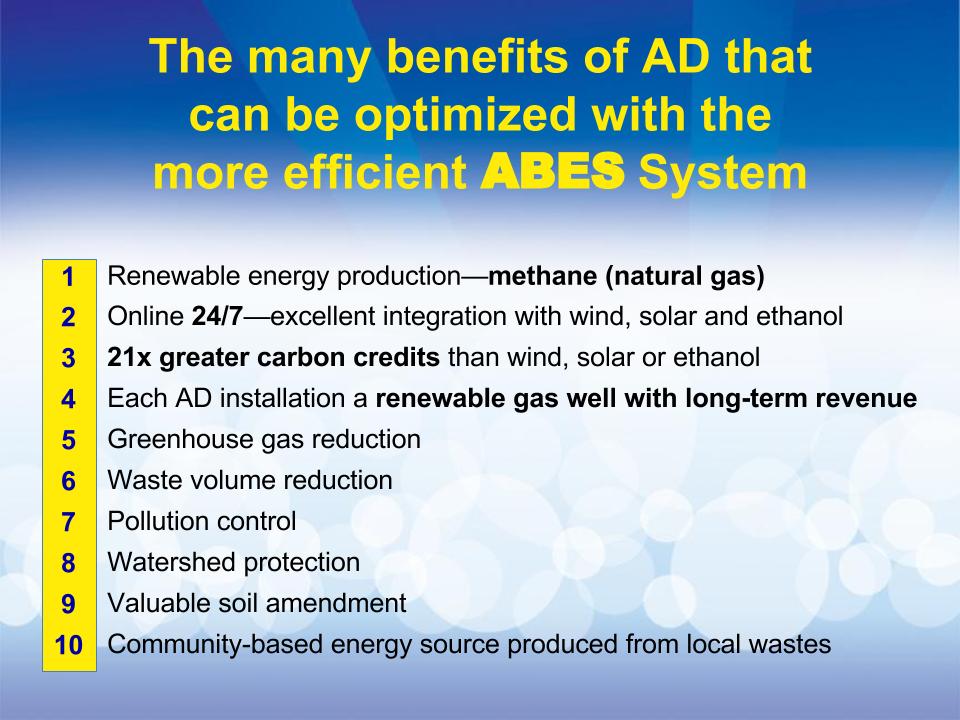 The many benefits of AD that
can be optimized with the
more efficient ABES System
1 Renewable energy production—methane (natural gas)
2 Online 24/7—excellent integration with wind, solar and ethanol
3 21x greater carbon credits than wind, solar or ethanol
4 Each AD installation a renewable gas well with long-term revenue
5 Greenhouse gas reduction
6 Waste volume reduction
7 Pollution control
8 Watershed protection
9 Valuable soil amendment
10 Community-based energy source produced from local wastes